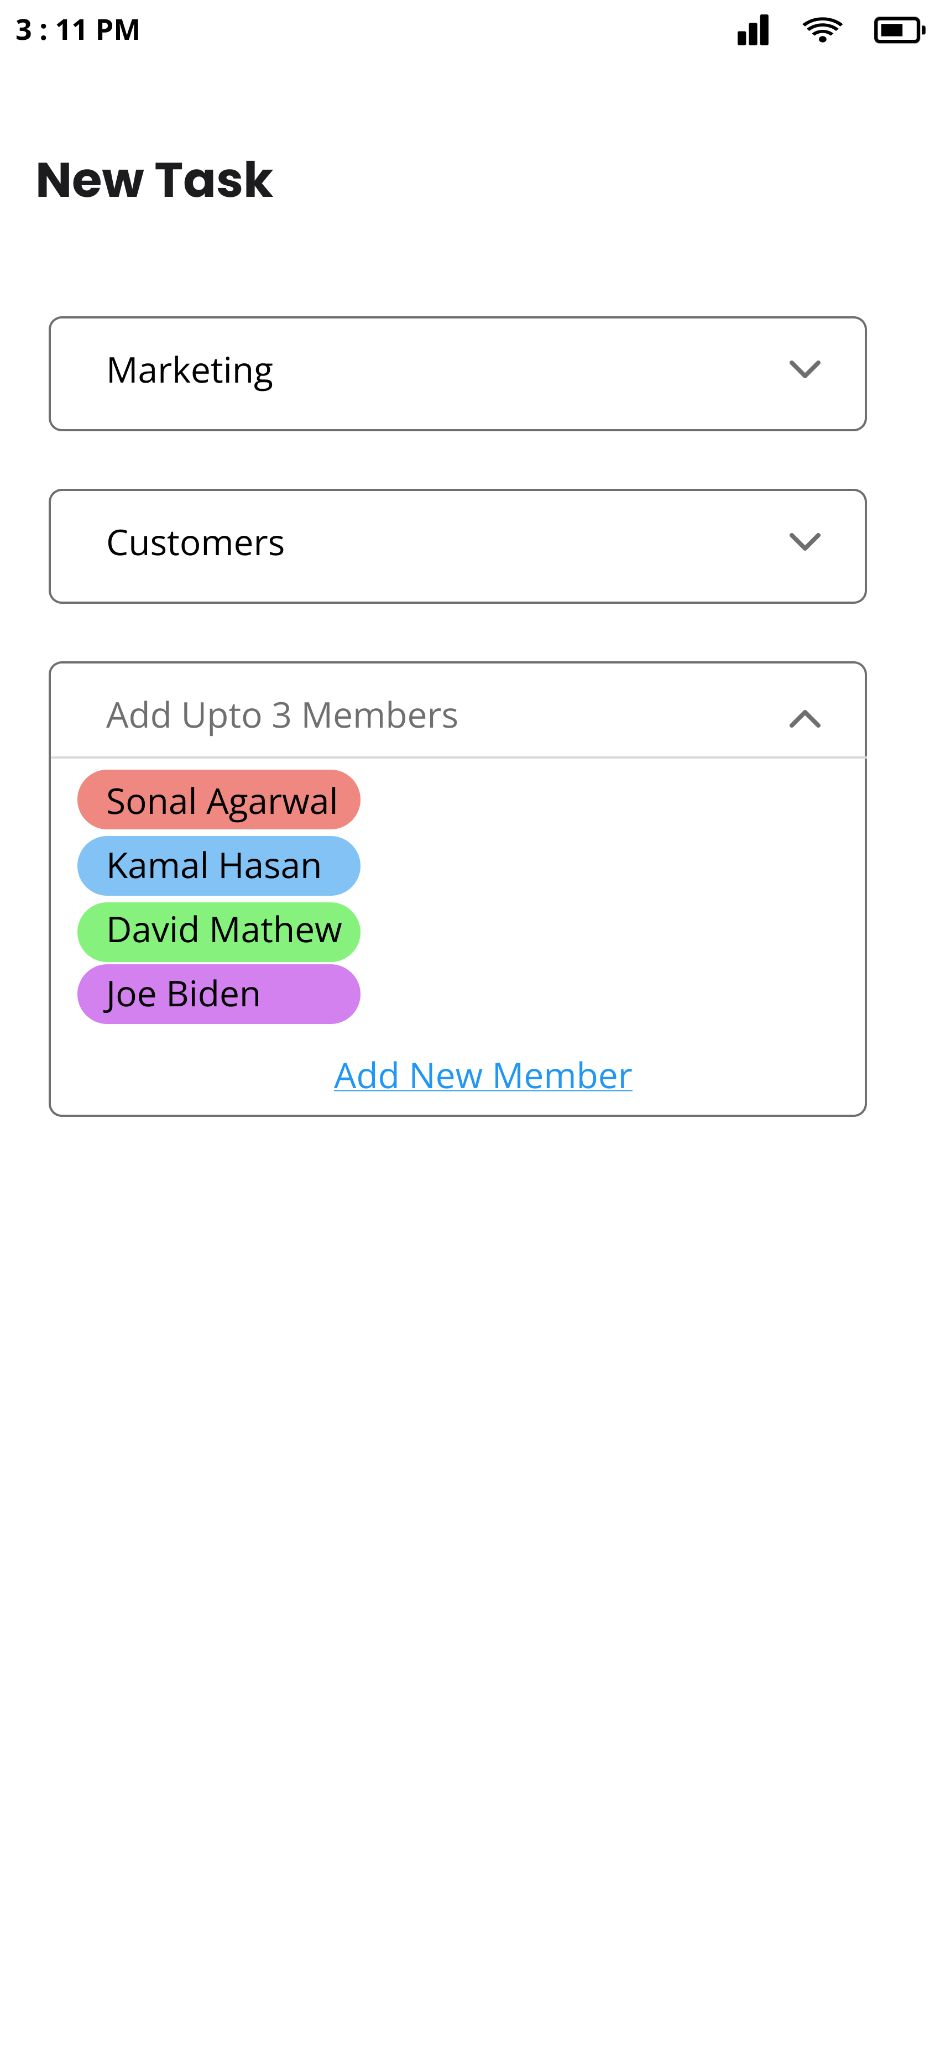 3 : 11 PM
New Task
Marketing
Customers
Add Upto 3 Members
Sonal Agarwal
Kamal Hasan
David Mathew
Joe Biden
Add New Member